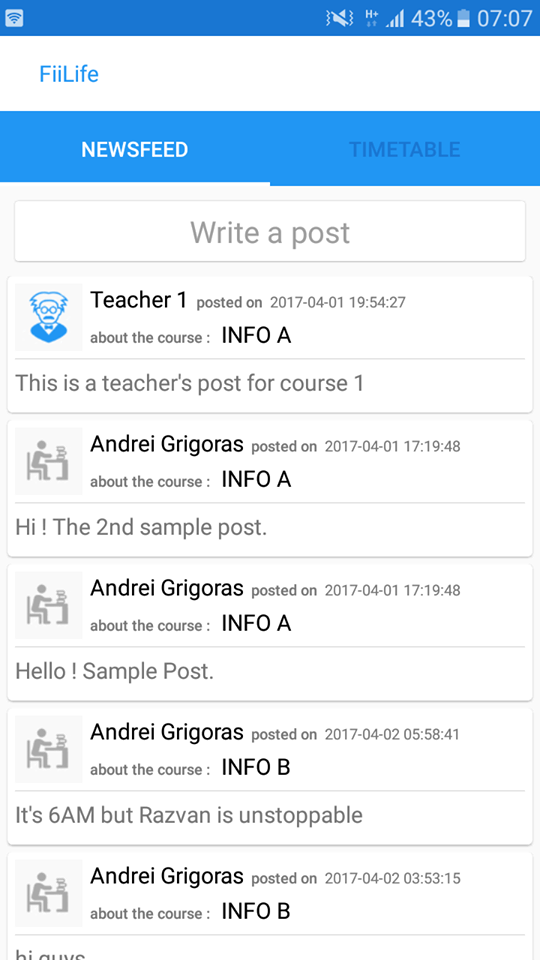 H+ 43% 07:07
FiiLife
NEWSFEED TIMETABLE
Write a post
Teacher 1 posted on 2017-04-01 19:54:27
about the course : INFO A
This is a teacher's post for course 1
Andrei Grigoras posted on 2017-04-01 17:19:48
about the course : INFO A
Hi ! The 2nd sample post.
Andrei Grigoras posted on 2017-04-01 17:19:48
about the course : INFO A
Hello ! Sample Post.
Andrei Grigoras posted on 2017-04-02 05:58:41
about the course : INFO B
It's 6AM but Razvan is unstoppable
Andrei Grigoras posted on 2017-04-02 03:53:15
about the course : INFO B
hi guys